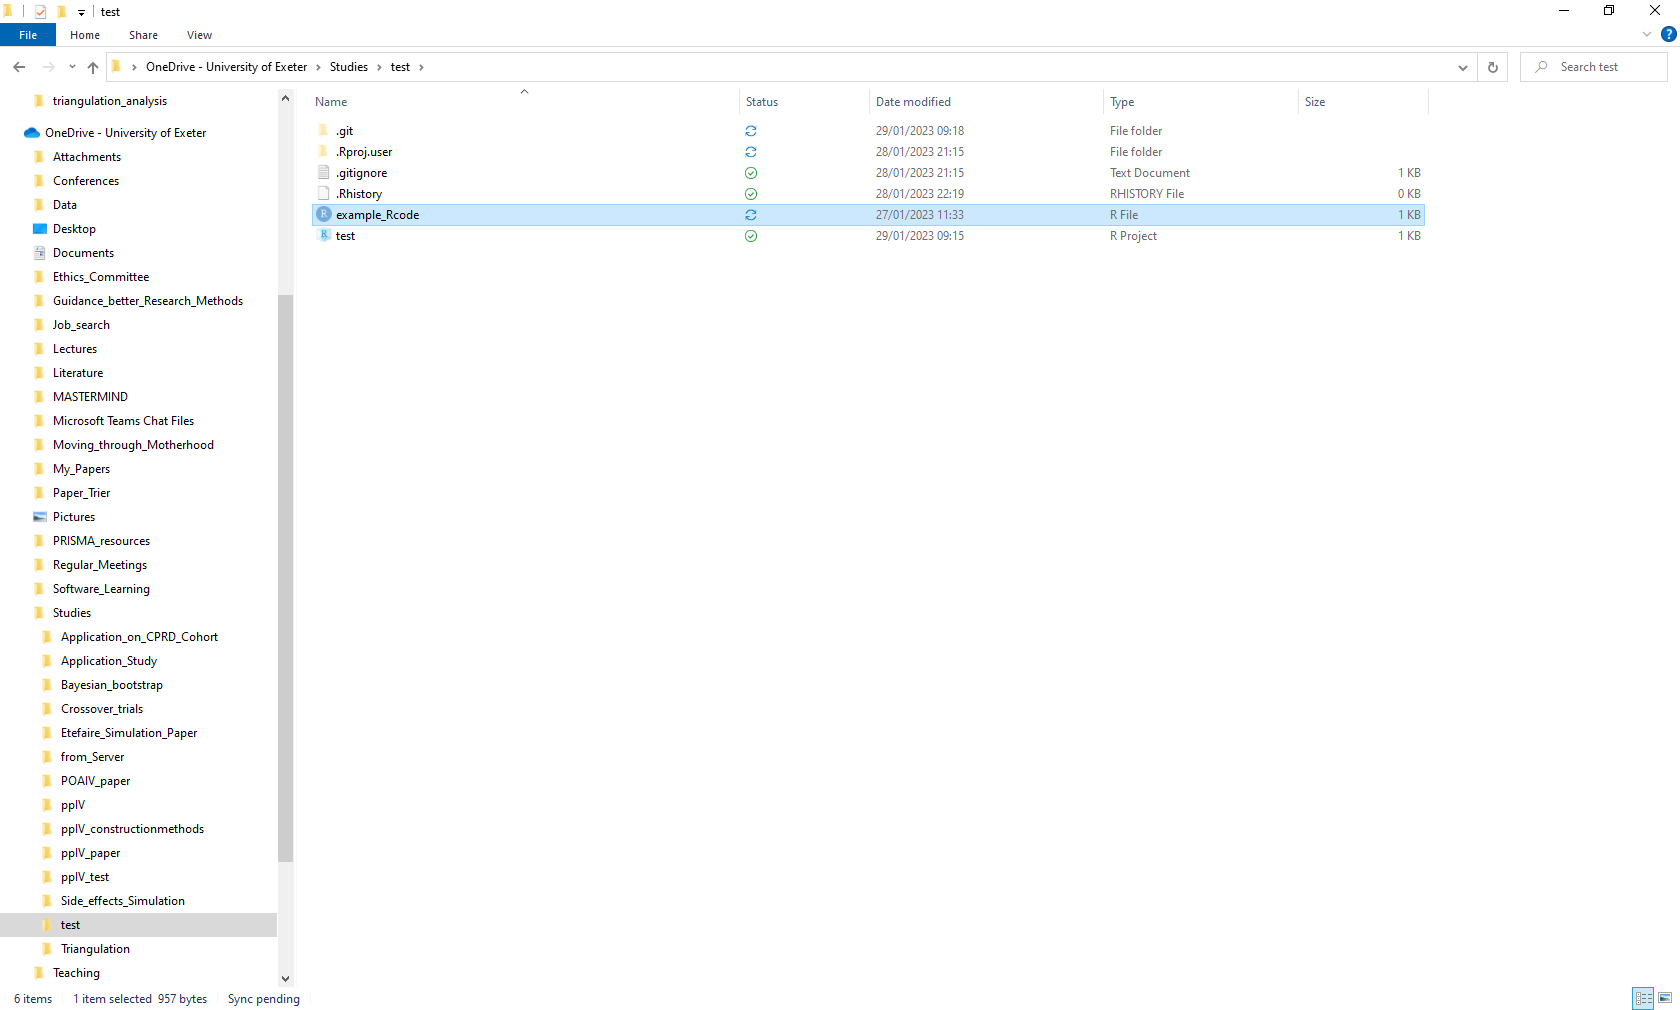 test
File Home Share View
OneDrive - University of Exeter Studies test
Search test
triangulation_analysis
OneDrive - University of Exeter
Attachments
Conferences
Data
Desktop
Documents
Ethics_Committee
Guidance_better_Research_Methods
Job_search
Lectures
Literature
MASTERMIND
Microsoft Teams Chat Files
Moving_through_Motherhood
My_Papers
Paper_Trier
Pictures
PRISMA_resources
Regular_Meetings
Software_Learning
Studies
Application_on_CPRD_Cohort
Application_Study
Bayesian_bootstrap
Crossover_trials
Etefaire_Simulation_Paper
from_Server
POAIV_paper
ppIV
ppIV_constructionmethods
ppIV_paper
ppIV_test
Side_effects_Simulation
test
Triangulation
Teaching
Name Status Date modified Type Size
.git 29/01/2023 09:18 File folder
.Rproj.user 28/01/2023 21:15 File folder
.gitignore 28/01/2023 21:15 Text Document 1 KB
.Rhistory 28/01/2023 22:19 RHISTORY File 0 KB
example_Rcode 27/01/2023 11:33 R File 1 KB
test 29/01/2023 09:15 R Project 1 KB
6 items 1 item selected 957 bytes Sync pending